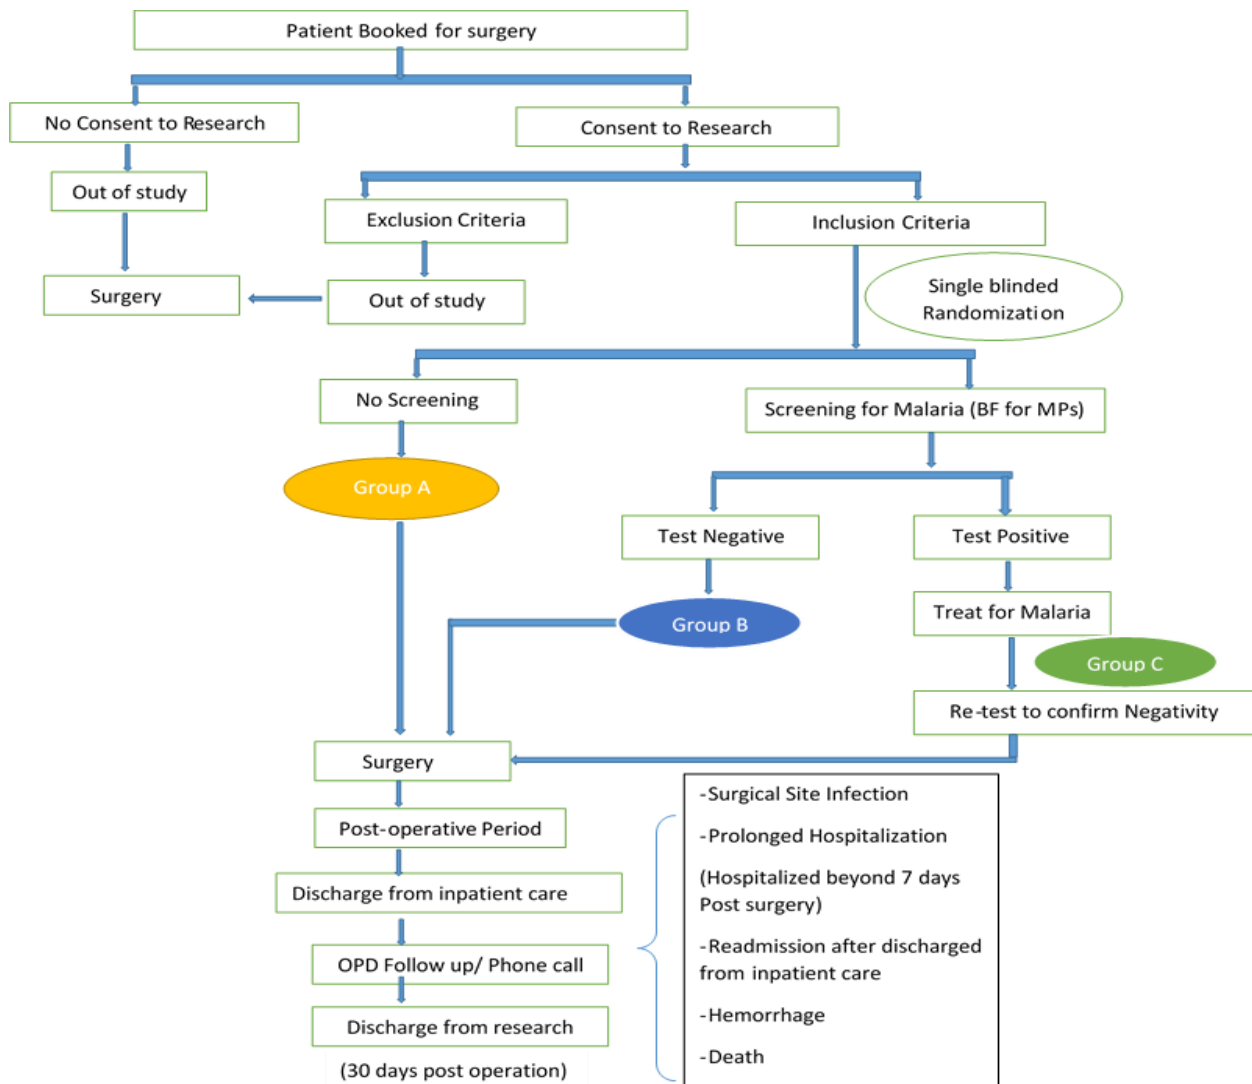 Patient Booked for surgery
No Consent to Research
Consent to Research
Out of study
Exclusion Criteria
Inclusion Criteria
Surgery
Out of study
Single blinded
Randomization
No Screening
Screening for Malaria (BF for MPs)
Group A
Test Negative
Test Positive
Group B
Treat for Malaria
Group C
Re-test to confirm Negativity
Surgery
Post-operative Period
Discharge from inpatient care
OPD Follow up/ Phone call
Discharge from research
(30 days post operation)
-Surgical Site Infection
-Prolonged Hospitalization
(Hospitalized beyond 7 days
Post surgery)
-Readmission after discharged
from inpatient care
-Hemorrhage
-Death